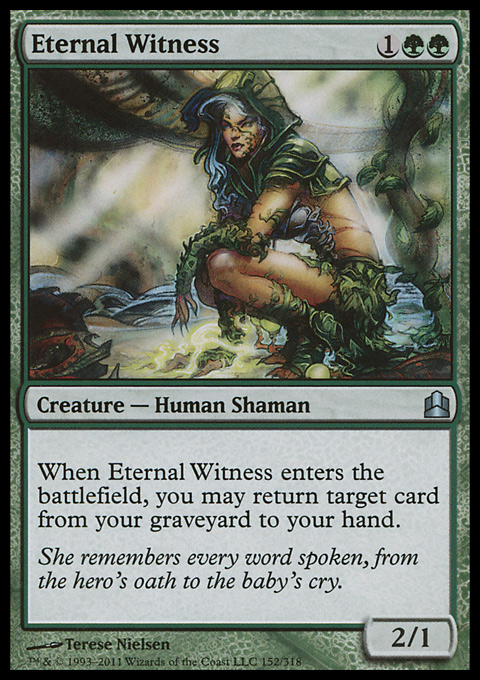 Eternal Witness 1
Creature — Human Shaman
When Eternal Witness enters the
battlefield, you may return target card
from your graveyard to your hand.
She remembers every word spoken, from
the hero's oath to the baby's cry.
Terese Nielsen
2/1
™ & © 1993–2011 Wizards of the Coast LLC 152/318